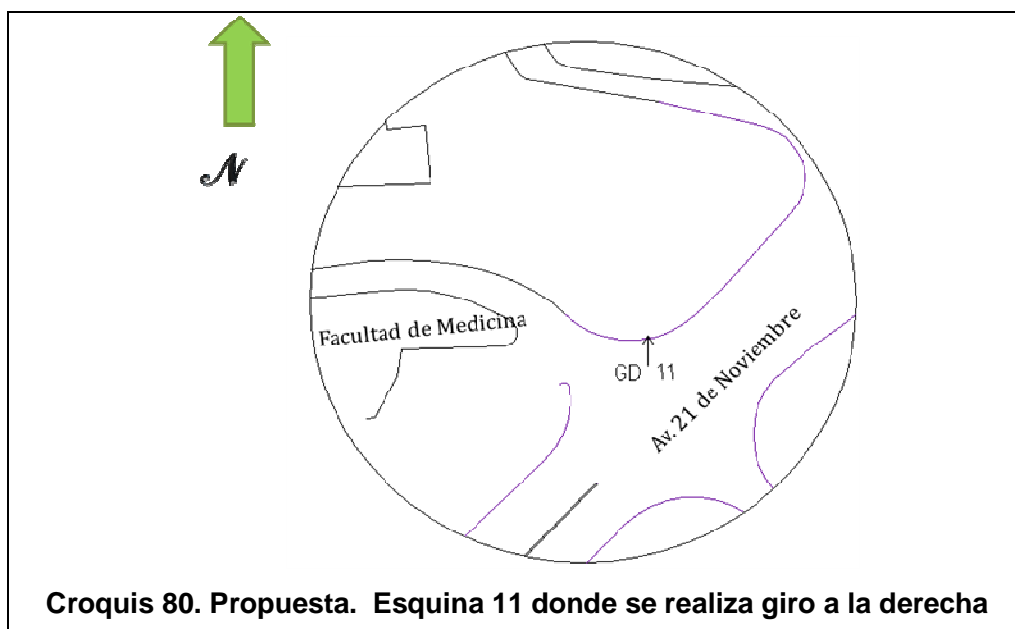 N
Facultad de Medicina
GD 11
Av. 21 de Noviembre
Croquis 80. Propuesta. Esquina 11 donde se realiza giro a la derecha